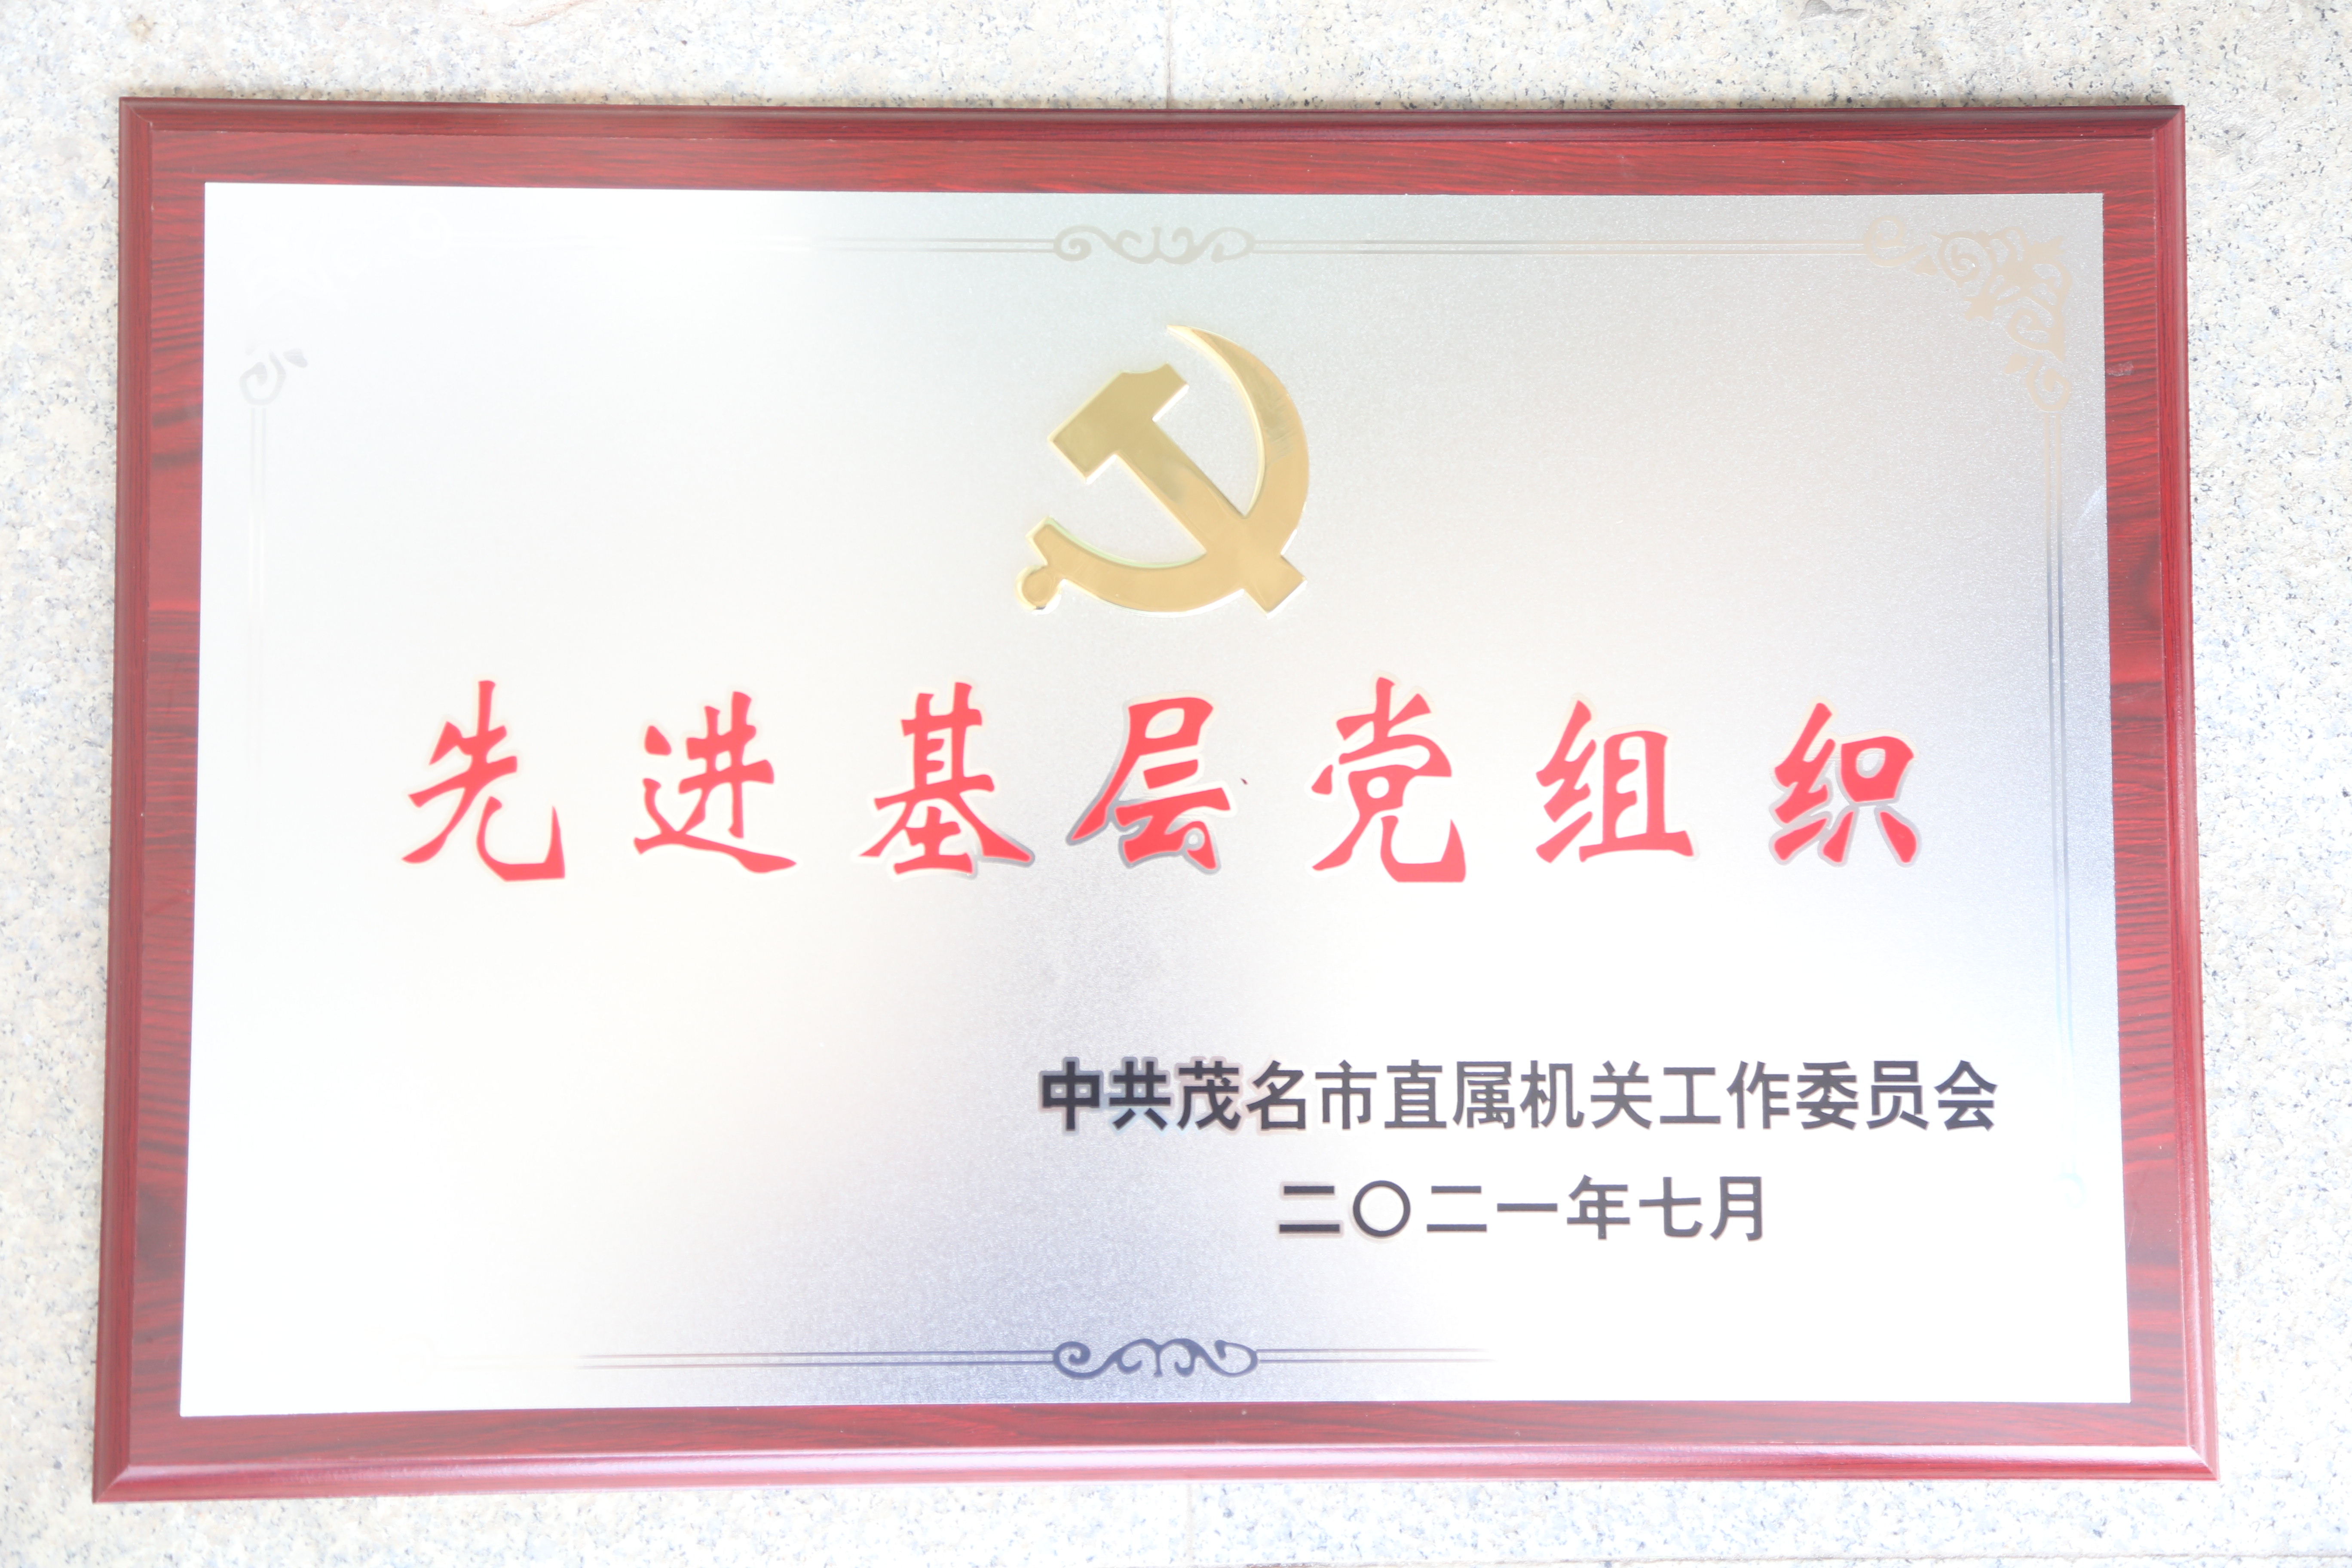 先进基层党组织
中共茂名市直属机关工作委员会
二〇二一年七月